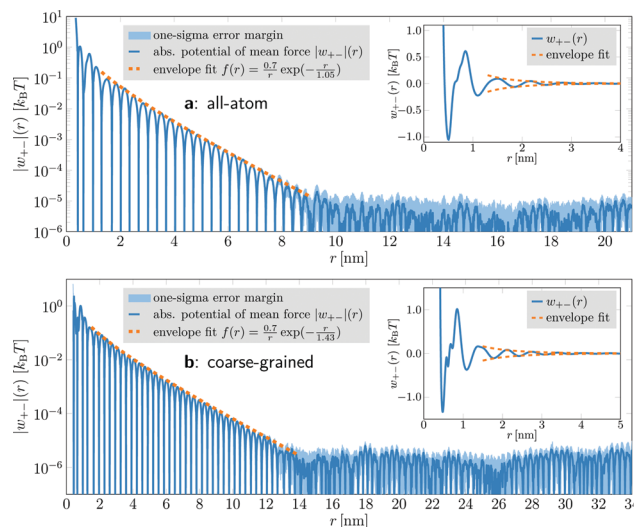 10¹
10⁰
10⁻¹
10⁻²
10⁻³
10⁻⁴
10⁻⁵
10⁻⁶
|w₊₋|(r) [k_BT]
one-sigma error margin
abs. potential of mean force |w₊₋|(r)
envelope fit f(r) = 0.7/r exp(−r/1.05)
a: all-atom
1.0
0.5
0.0
-0.5
-1.0
w₊₋(r) [k_BT]
w₊₋(r)
envelope fit
0 1 2 3 4
r [nm]
0 2 4 6 8 10 12 14 16 18 20
r [nm]
10⁰
10⁻²
10⁻⁴
10⁻⁶
|w₊₋|(r) [k_BT]
one-sigma error margin
abs. potential of mean force |w₊₋|(r)
envelope fit f(r) = 0.7/r exp(−r/1.43)
b: coarse-grained
1.0
0.0
-1.0
w₊₋(r) [k_BT]
w₊₋(r)
envelope fit
0 1 2 3 4 5
r [nm]
0 2 4 6 8 10 12 14 16 18 20 22 24 26 28 30 32 34
r [nm]